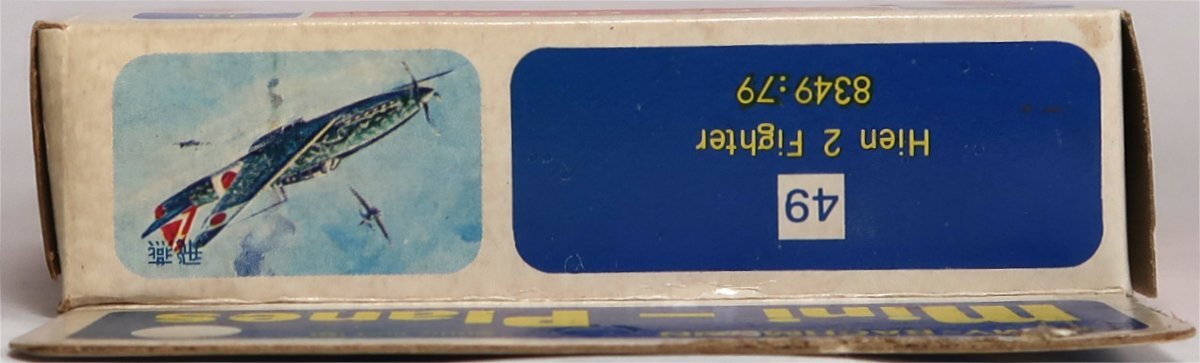 mini – Planes
49
Hien 2 Fighter
8349:79
飛燕